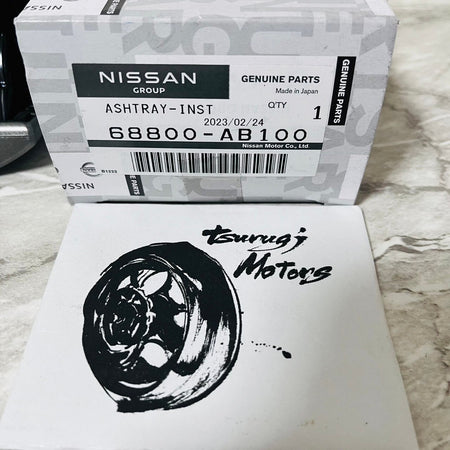 NISSAN
GROUP
GENUINE PARTS
Made in Japan
ASHTRAY-INST
Q'TY
1
2023/02/24
68800-AB100
Nissan Motor Co., Ltd.
B1223
GENUINE PARTS
NISSAN
Tsurugi
Motors